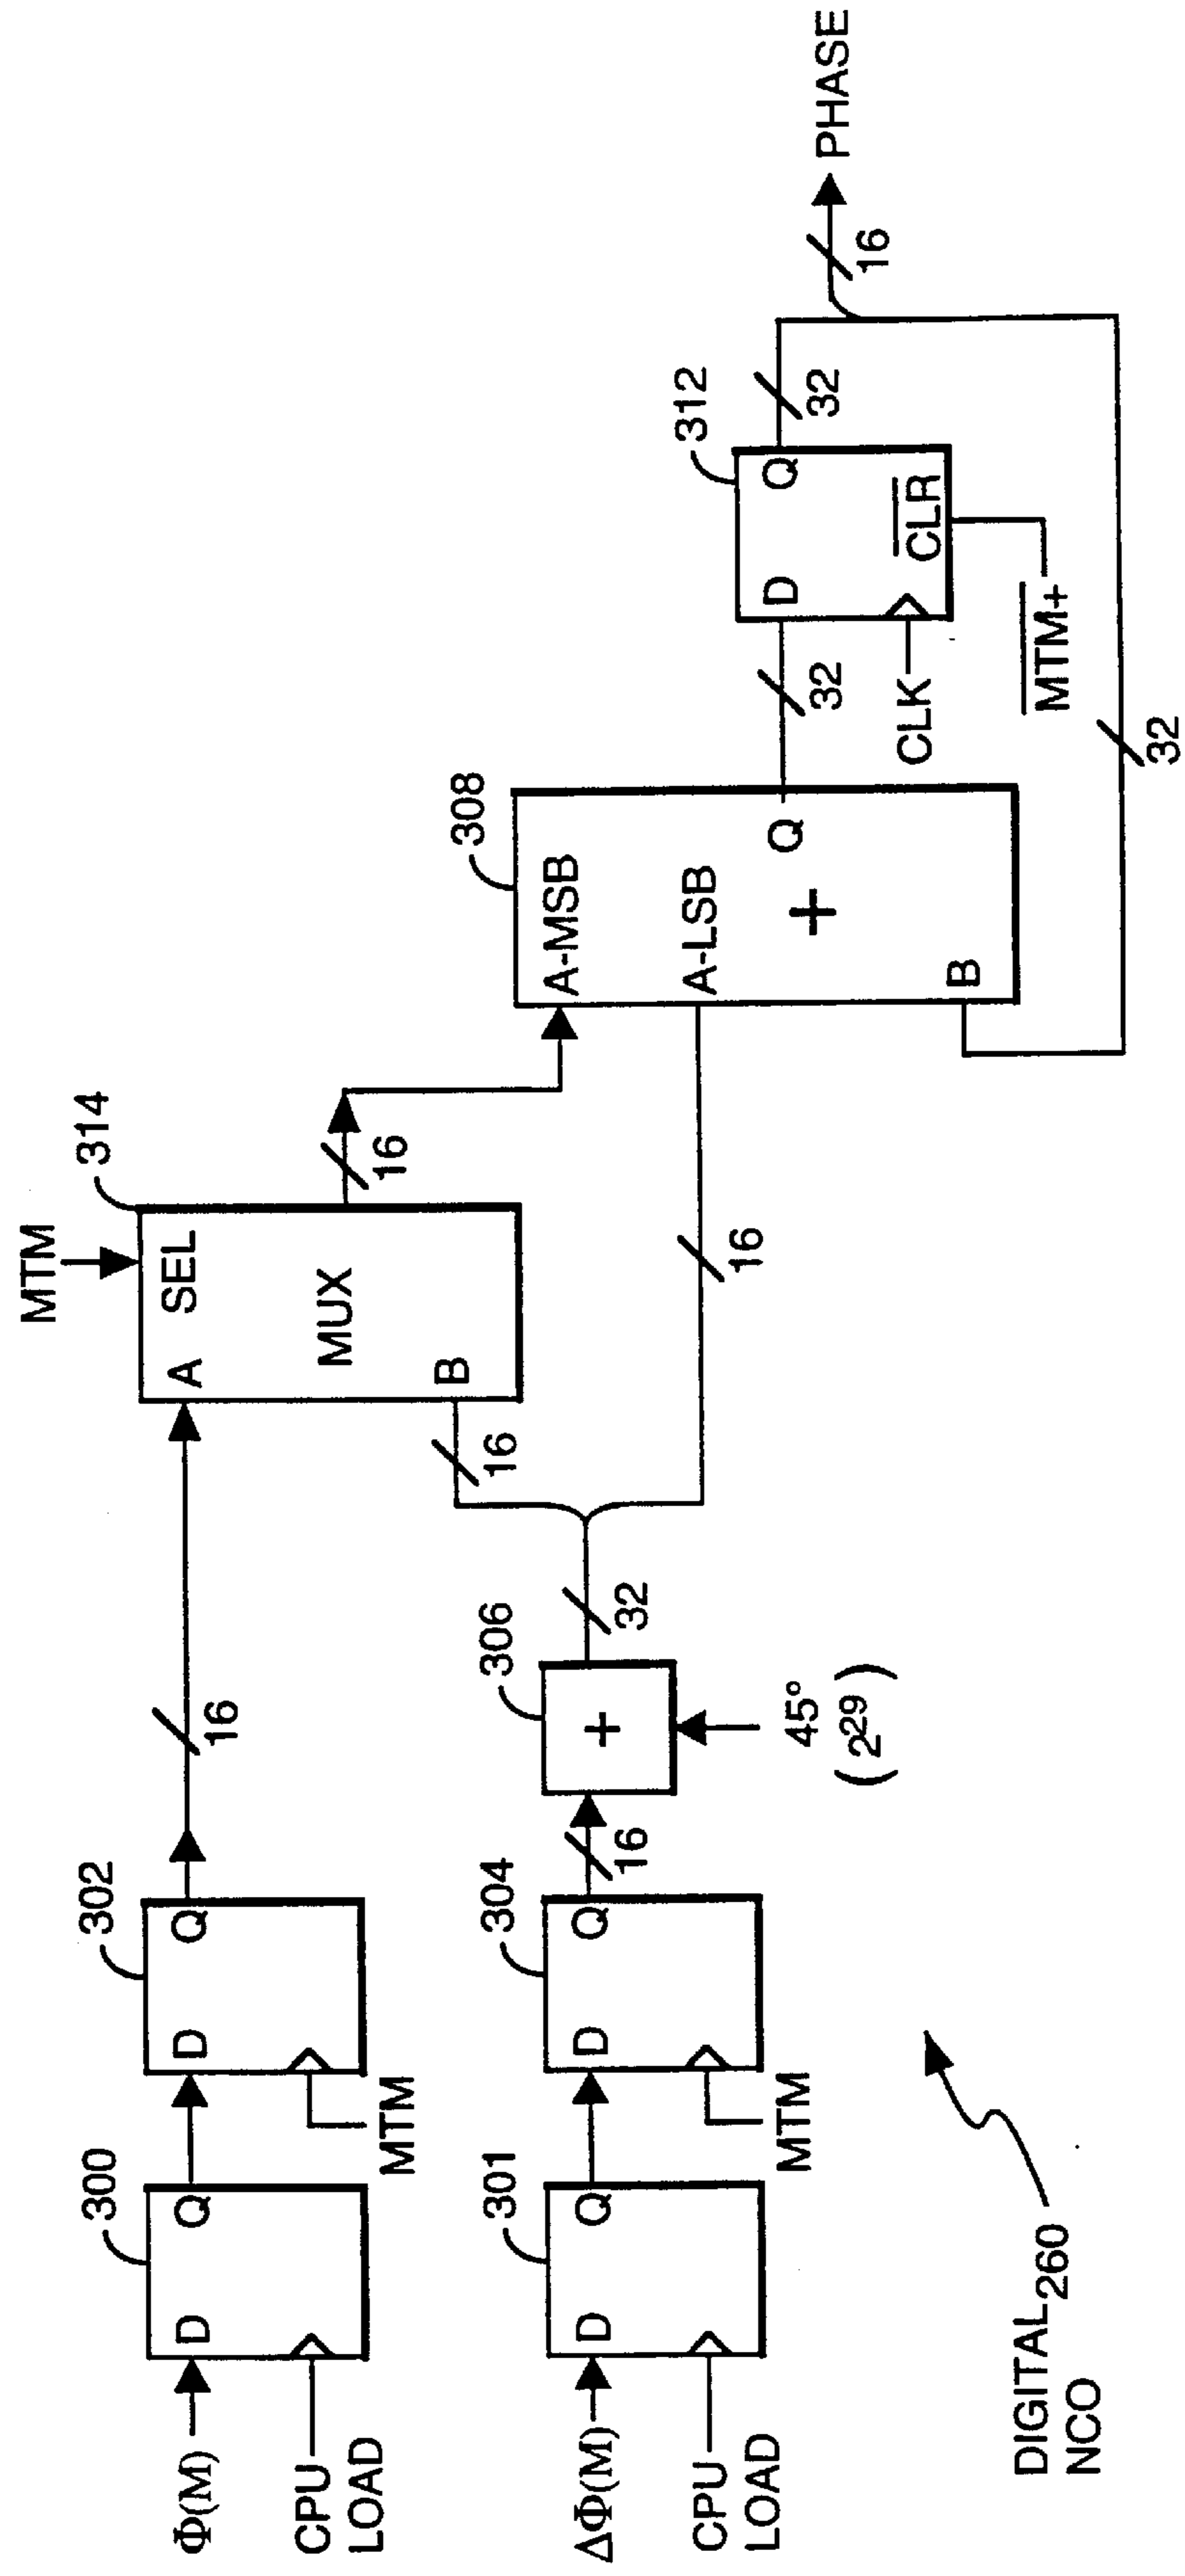 Φ(M)
CPU
LOAD
D
Q
300
D
Q
302
MTM
16
MTM
314
A
SEL
MUX
B
16
16
ΔΦ(M)
CPU
LOAD
D
Q
301
D
Q
304
MTM
16
306
+
45°
(2²⁹)
32
16
308
A-MSB
A-LSB
Q
+
B
32
312
D
Q
CLR
CLK
MTM+
32
32
16
PHASE
DIGITAL
NCO
260